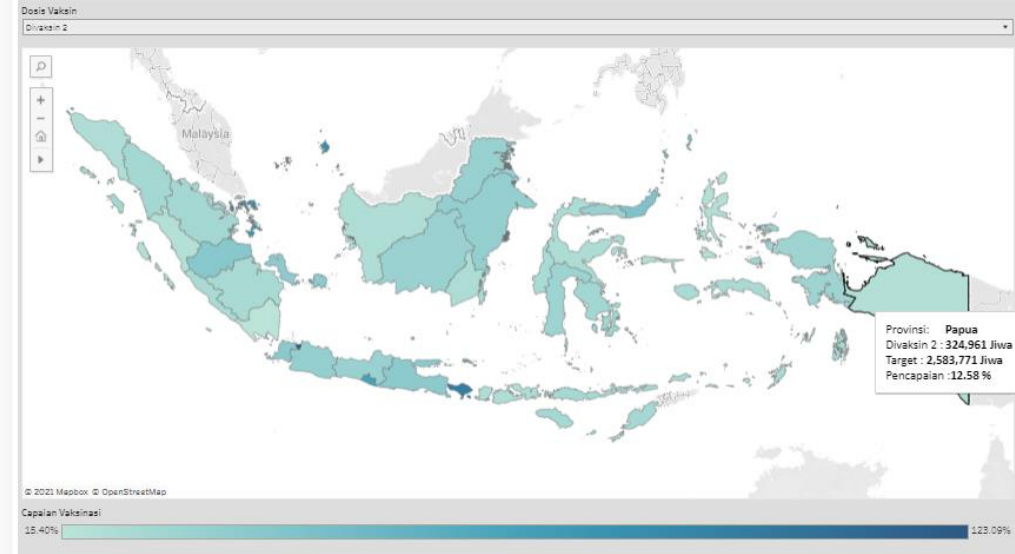 Dosis Vaksin
Divaksin 2
Malaysia
Provinsi: Papua
Divaksin 2 : 324,961 Jiwa
Target : 2,583,771 Jiwa
Pencapaian :12.58 %
© 2021 Mapbox © OpenStreetMap
Capaian Vaksinasi
15.40% 123.09%